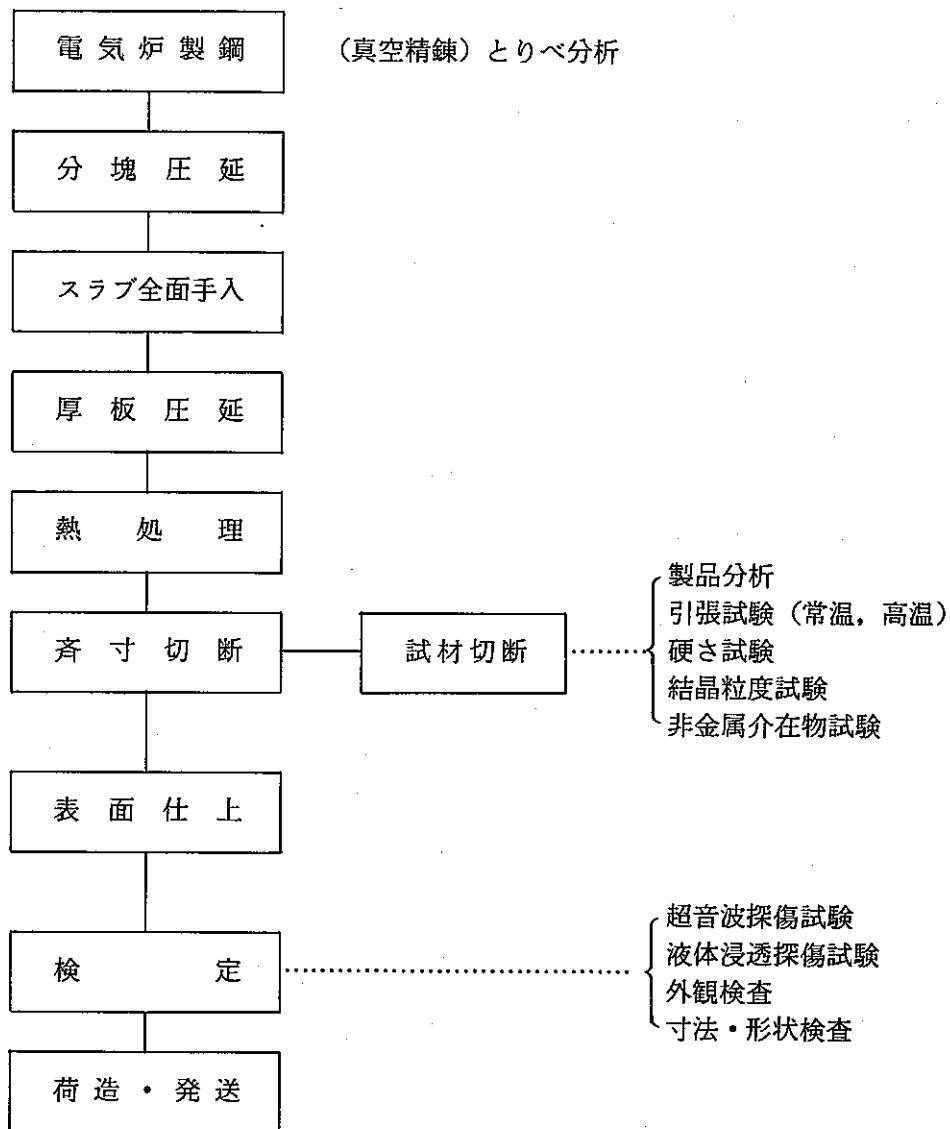 電気炉製鋼 (真空精錬)とりべ分析
分塊圧延
スラブ全面手入
厚板圧延
熱処理
斉寸切断
試材切断
製品分析
引張試験(常温,高温)
硬さ試験
結晶粒度試験
非金属介在物試験
表面仕上
検定
超音波探傷試験
液体浸透探傷試験
外観検査
寸法・形状検査
荷造・発送